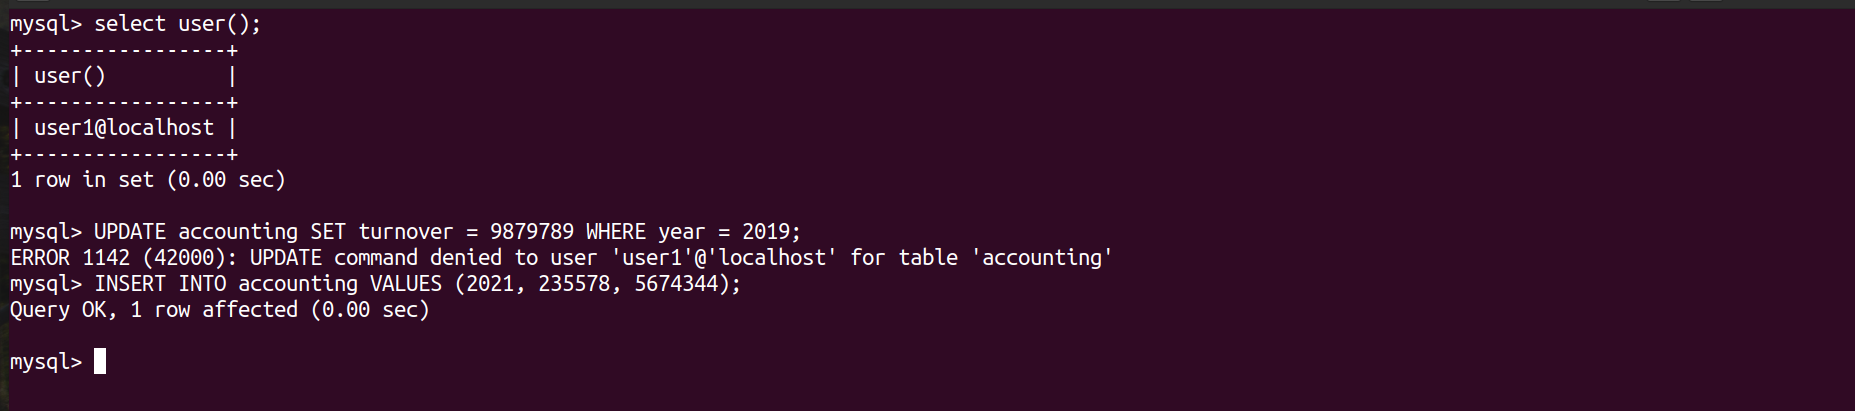 mysql> select user();
+-----------------+
| user()          |
+-----------------+
| user1@localhost |
+-----------------+
1 row in set (0.00 sec)
mysql> UPDATE accounting SET turnover = 9879789 WHERE year = 2019;
ERROR 1142 (42000): UPDATE command denied to user 'user1'@'localhost' for table 'accounting'
mysql> INSERT INTO accounting VALUES (2021, 235578, 5674344);
Query OK, 1 row affected (0.00 sec)
mysql>